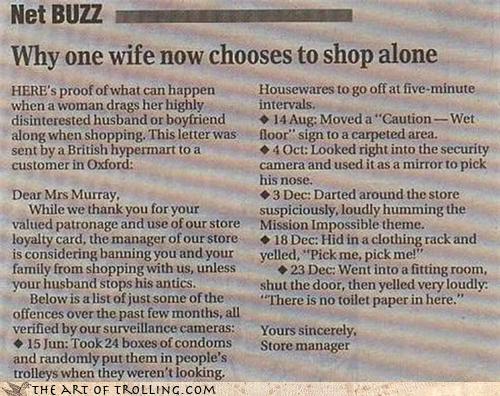 Net BUZZ
Why one wife now chooses to shop alone
HERE's proof of what can happen
when a woman drags her highly
disinterested husband or boyfriend
along when shopping. This letter was
sent by a British hypermart to a
customer in Oxford:
Dear Mrs Murray,
While we thank you for your
valued patronage and use of our store
loyalty card, the manager of our store
is considering banning you and your
family from shopping with us, unless
your husband stops his antics.
Below is a list of just some of the
offences over the past few months, all
verified by our surveillance cameras:
◆ 15 Jun: Took 24 boxes of condoms
and randomly put them in people's
trolleys when they weren't looking.
Housewares to go off at five-minute
intervals.
◆ 14 Aug: Moved a "Caution — Wet
floor" sign to a carpeted area.
◆ 4 Oct: Looked right into the security
camera and used it as a mirror to pick
his nose.
◆ 3 Dec: Darted around the store
suspiciously, loudly humming the
Mission Impossible theme.
◆ 18 Dec: Hid in a clothing rack and
yelled, "Pick me, pick me!"
◆ 23 Dec: Went into a fitting room,
shut the door, then yelled very loudly:
"There is no toilet paper in here."
Yours sincerely,
Store manager
THE ART OF TROLLING.COM